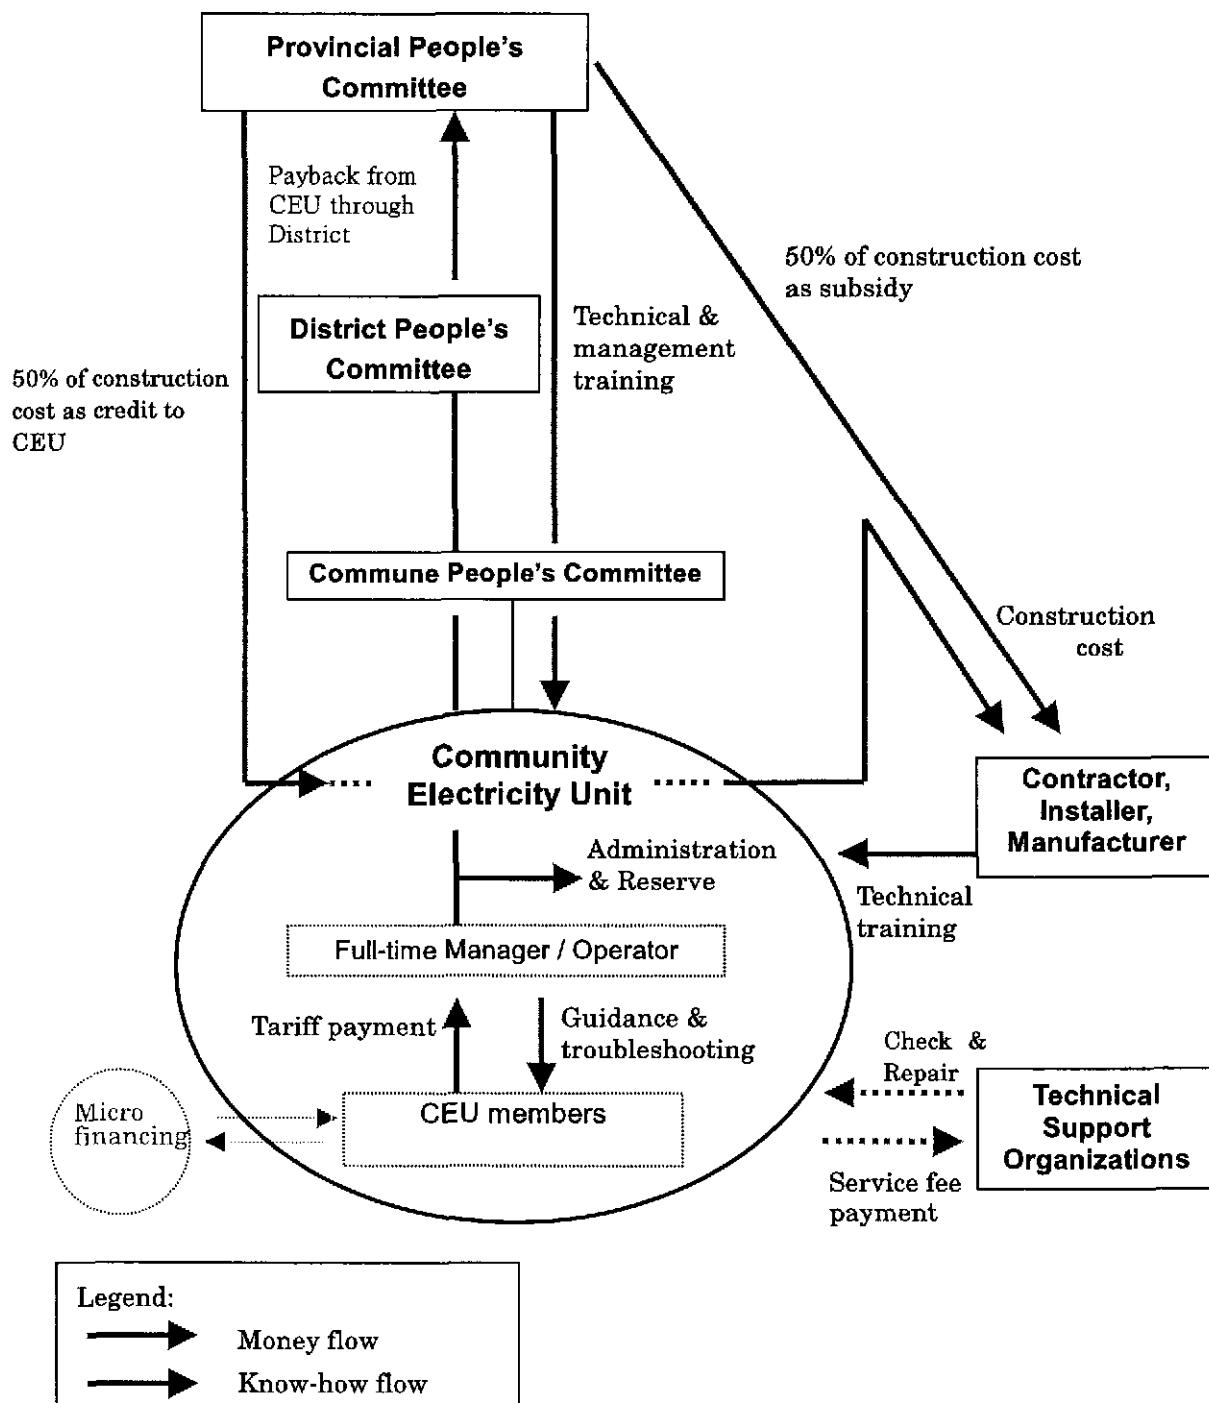 Provincial People's
Committee
Payback from
CEU through
District
50% of construction cost
as subsidy
District People's
Committee
Technical &
management
training
50% of construction
cost as credit to
CEU
Commune People's Committee
Construction
cost
Community
Electricity Unit
Contractor,
Installer,
Manufacturer
Administration
& Reserve
Technical
training
Full-time Manager / Operator
Tariff payment
Guidance &
troubleshooting
Check &
Repair
Micro
financing
CEU members
Technical
Support
Organizations
Service fee
payment
Legend:
Money flow
Know-how flow